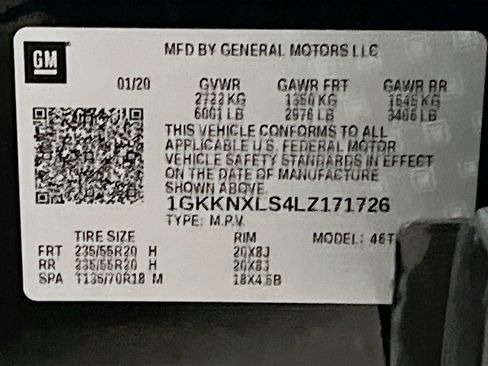 GM
MFD BY GENERAL MOTORS LLC
01/20 GVWR GAWR FRT GAWR RR
2722 KG 1350 KG 1545 KG
6001 LB 2976 LB 3406 LB
THIS VEHICLE CONFORMS TO ALL
APPLICABLE U.S. FEDERAL MOTOR
VEHICLE SAFETY STANDARDS IN EFFECT
ON THE DATE OF MANUFACTURE
SHOWN ABOVE.
1GKKNXLS4LZ171726
TYPE: M.P.V.
TIRE SIZE RIM MODEL: 46T
FRT 235/55R20 H 20X8J
RR 235/55R20 H 20X8J
SPA T135/70R18 M 18X4.5B